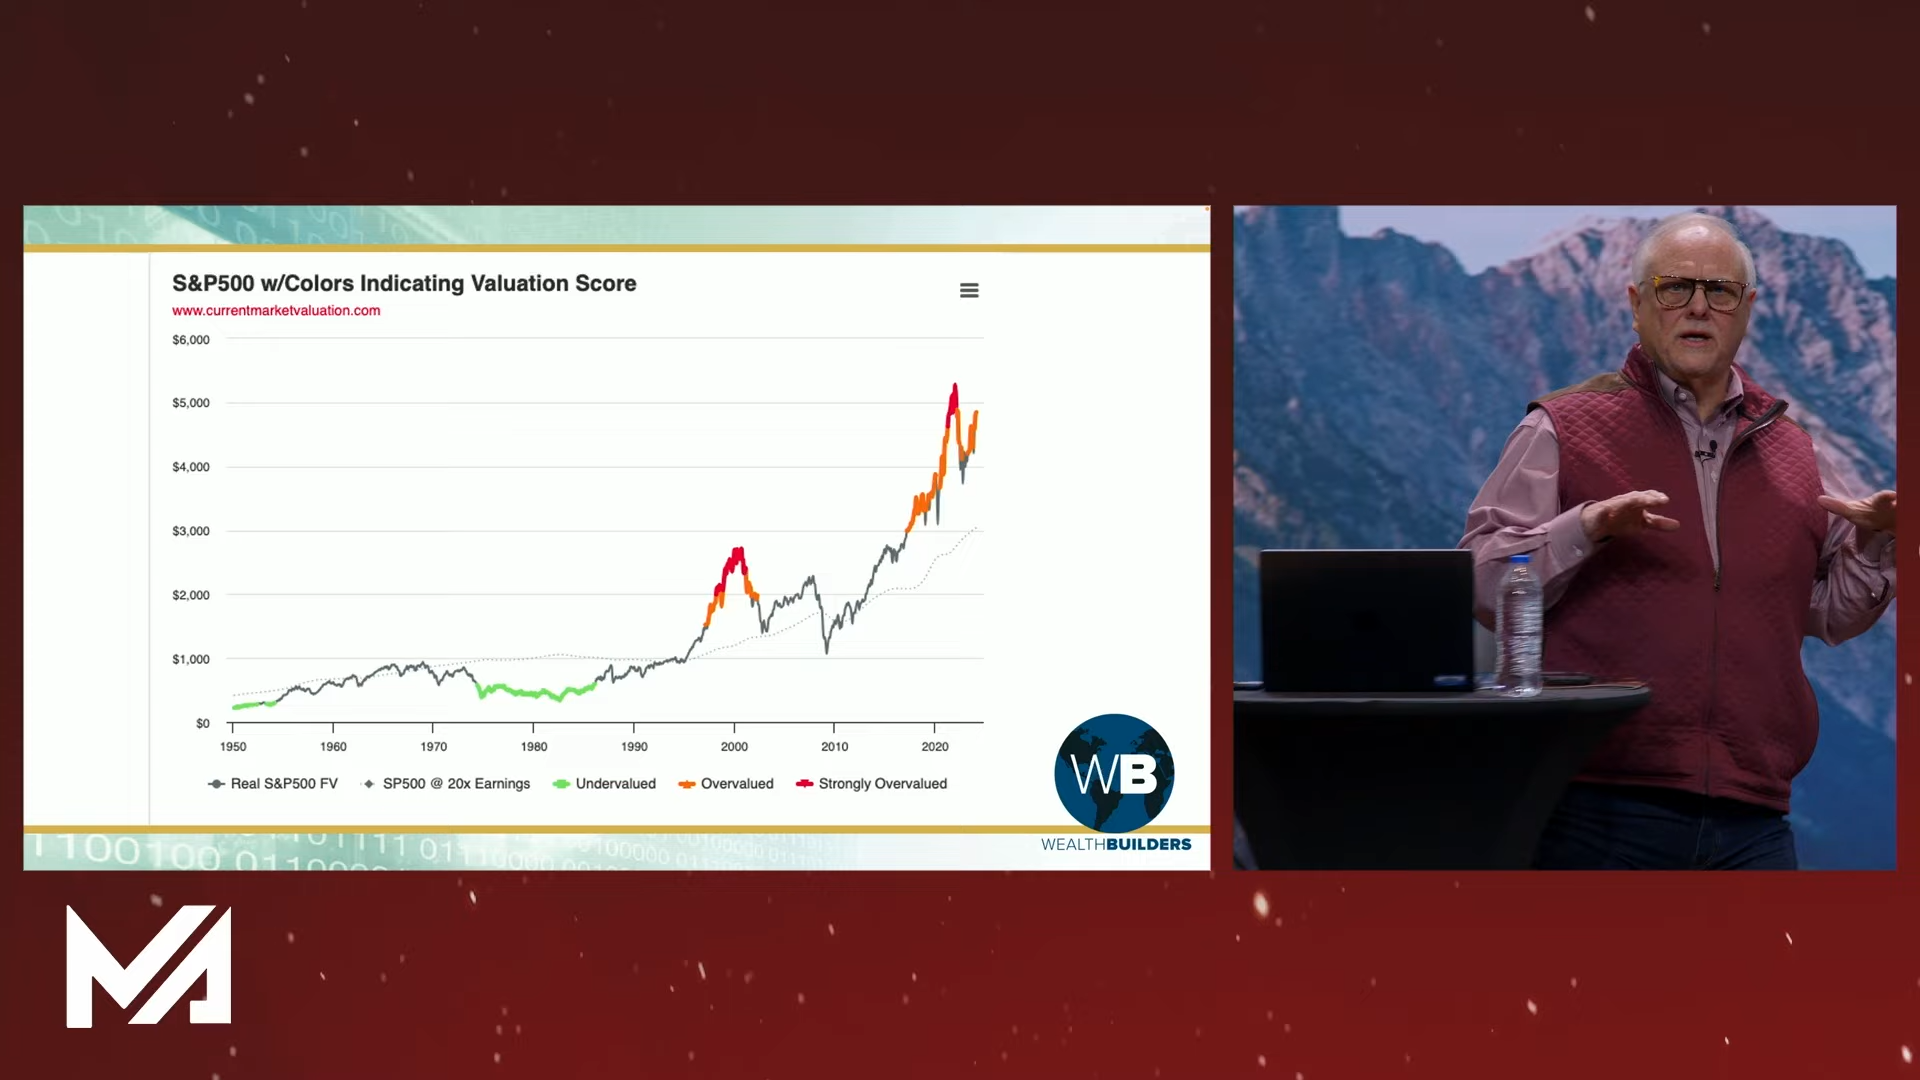 S&P500 w/Colors Indicating Valuation Score
www.currentmarketvaluation.com
$6,000
$5,000
$4,000
$3,000
$2,000
$1,000
$0
1950 1960 1970 1980 1990 2000 2010 2020
Real S&P500 FV SP500 @ 20x Earnings Undervalued Overvalued Strongly Overvalued
WB
WEALTHBUILDERS
MA